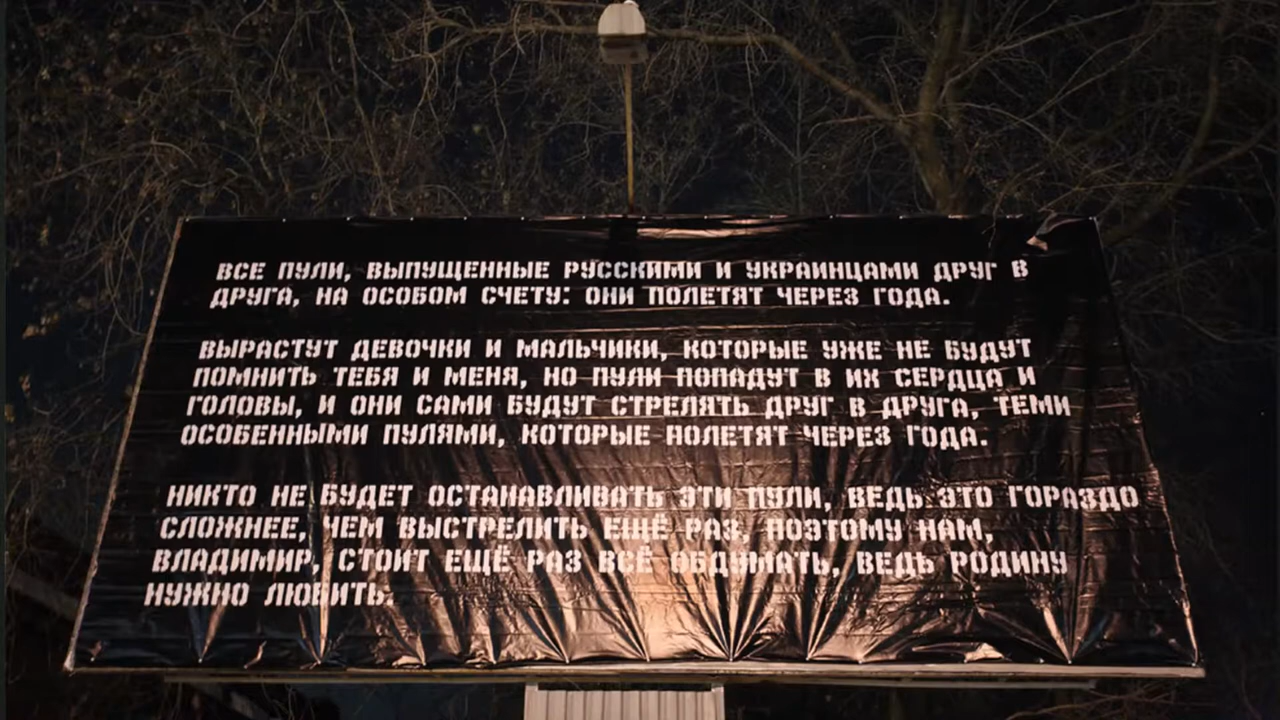 ВСЕ ПУЛИ, ВЫПУЩЕННЫЕ РУССКИМИ И УКРАИНЦАМИ ДРУГ В
ДРУГА, НА ОСОБОМ СЧЕТУ: ОНИ ПОЛЕТЯТ ЧЕРЕЗ ГОДА.
ВЫРАСТУТ ДЕВОЧКИ И МАЛЬЧИКИ, КОТОРЫЕ УЖЕ НЕ БУДУТ
ПОМНИТЬ ТЕБЯ И МЕНЯ, НО ПУЛИ ПОПАДУТ В ИХ СЕРДЦА И
ГОЛОВЫ, И ОНИ САМИ БУДУТ СТРЕЛЯТЬ ДРУГ В ДРУГА, ТЕМИ
ОСОБЕННЫМИ ПУЛЯМИ, КОТОРЫЕ ПОЛЕТЯТ ЧЕРЕЗ ГОДА.
НИКТО НЕ БУДЕТ ОСТАНАВЛИВАТЬ ЭТИ ПУЛИ, ВЕДЬ ЭТО ГОРАЗДО
СЛОЖНЕЕ, ЧЕМ ВЫСТРЕЛИТЬ ЕЩЁ РАЗ, ПОЭТОМУ НАМ,
ВЛАДИМИР, СТОИТ ЕЩЁ РАЗ ВСЁ ОБДУМАТЬ, ВЕДЬ РОДИНУ
НУЖНО ЛЮБИТЬ.